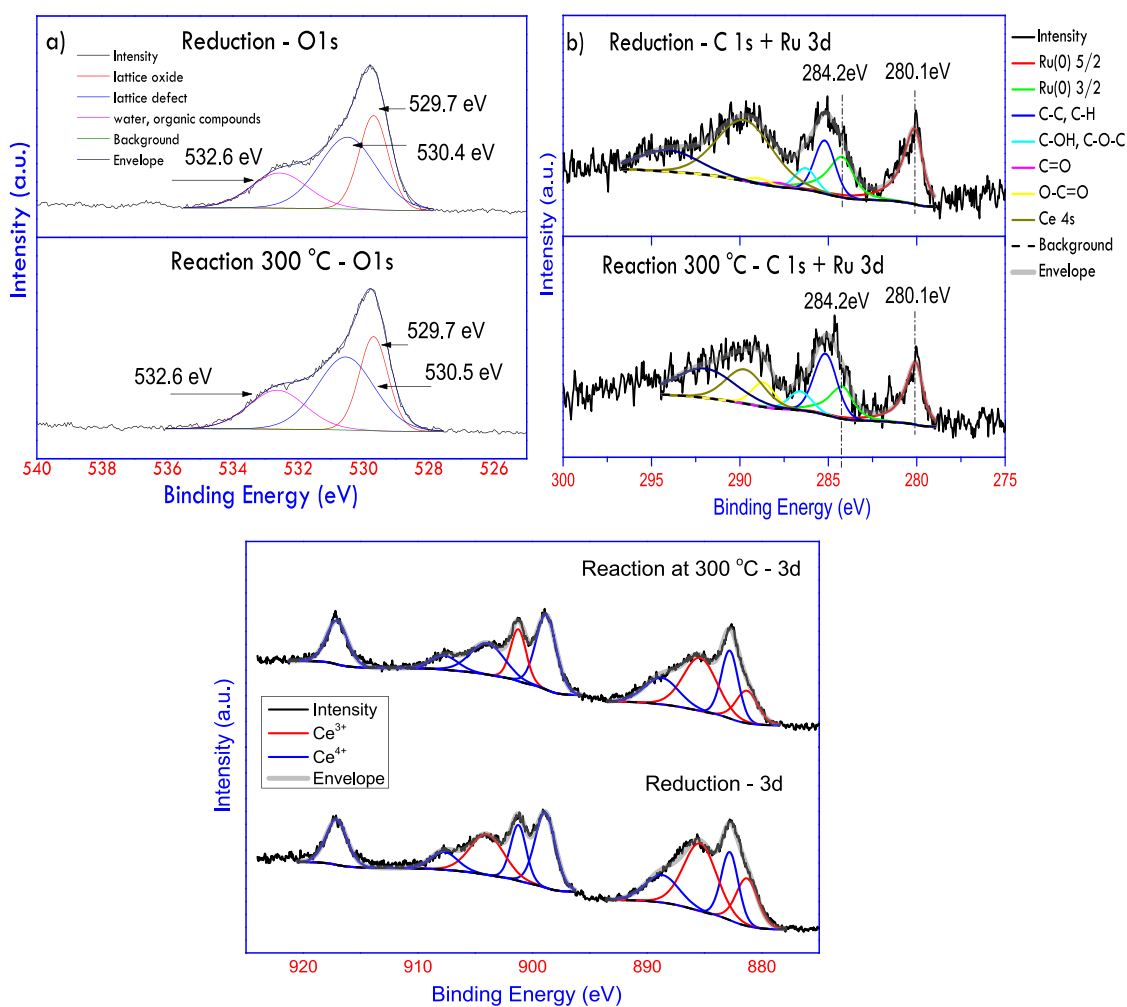 a)
Reduction - O1s
Intensity
lattice oxide
lattice defect
water, organic compounds
Background
Envelope
529.7 eV
530.4 eV
532.6 eV
Intensity (a.u.)
Reaction 300 °C - O1s
529.7 eV
530.5 eV
532.6 eV
540 538 536 534 532 530 528 526
Binding Energy (eV)
b)
Reduction - C 1s + Ru 3d
284.2eV
280.1eV
Intensity (a.u.)
Reaction 300 °C - C 1s + Ru 3d
284.2eV
280.1eV
300 295 290 285 280 275
Binding Energy (eV)
Intensity
Ru(0) 5/2
Ru(0) 3/2
C-C, C-H
C-OH, C-O-C
C=O
O-C=O
Ce 4s
Background
Envelope
Reaction at 300 °C - 3d
Intensity
Ce3+
Ce4+
Envelope
Reduction - 3d
Intensity (a.u.)
920 910 900 890 880
Binding Energy (eV)